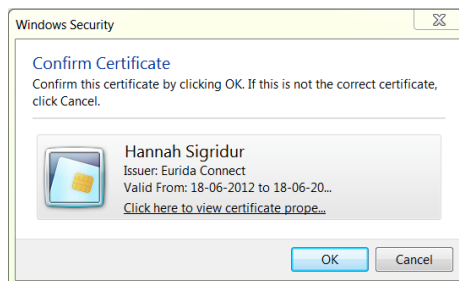 Windows Security
Confirm Certificate
Confirm this certificate by clicking OK. If this is not the correct certificate,
click Cancel.
Hannah Sigridur
Issuer: Eurida Connect
Valid From: 18-06-2012 to 18-06-20...
Click here to view certificate prope...
OK
Cancel